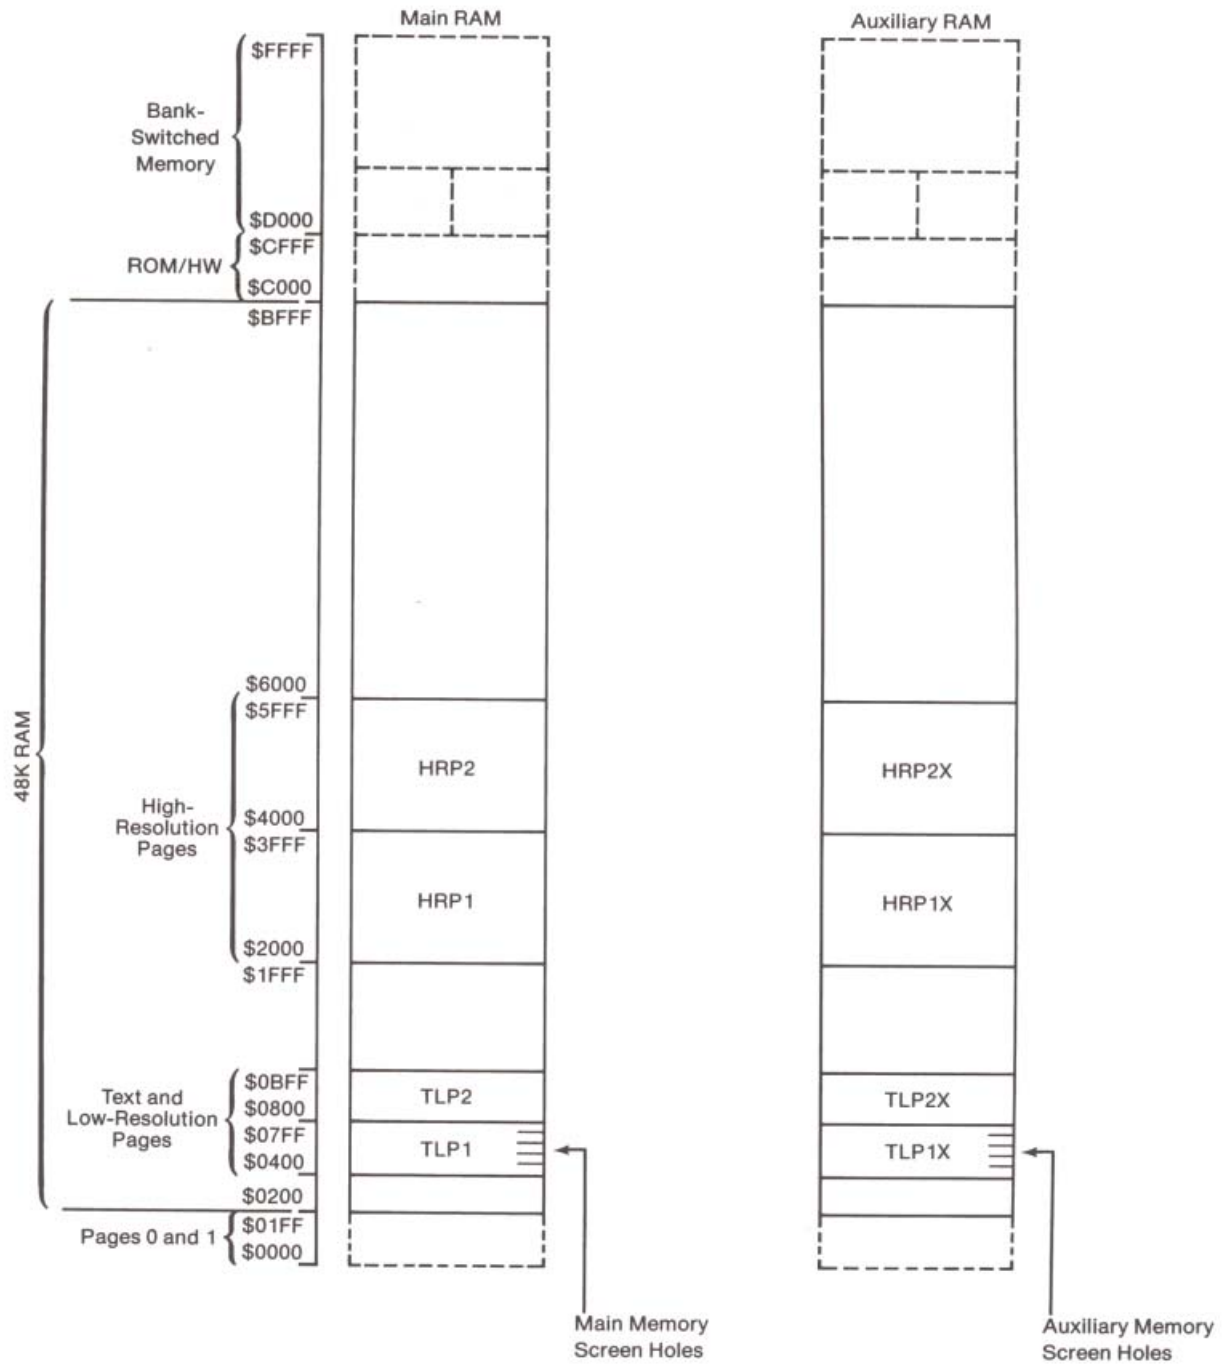 Main RAM
Auxiliary RAM
$FFFF
Bank-
Switched
Memory
$D000
$CFFF
ROM/HW
$C000
$BFFF
48K RAM
$6000
$5FFF
HRP2
HRP2X
High-
Resolution
Pages
$4000
$3FFF
HRP1
HRP1X
$2000
$1FFF
Text and
Low-Resolution
Pages
$0BFF
$0800
TLP2
TLP2X
$07FF
$0400
TLP1
TLP1X
$0200
Pages 0 and 1
$01FF
$0000
Main Memory
Screen Holes
Auxiliary Memory
Screen Holes